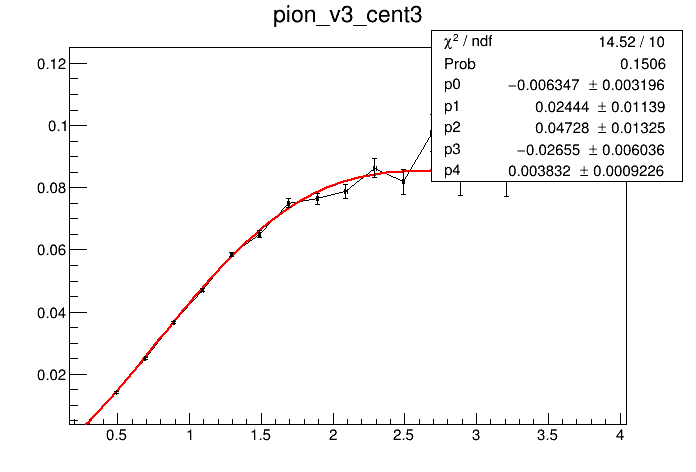 pion_v3_cent3
χ² / ndf 14.52 / 10
Prob 0.1506
p0 −0.006347 ± 0.003196
p1 0.02444 ± 0.01139
p2 0.04728 ± 0.01325
p3 −0.02655 ± 0.006036
p4 0.003832 ± 0.0009226
0.12
0.1
0.08
0.06
0.04
0.02
0.5 1 1.5 2 2.5 3 3.5 4